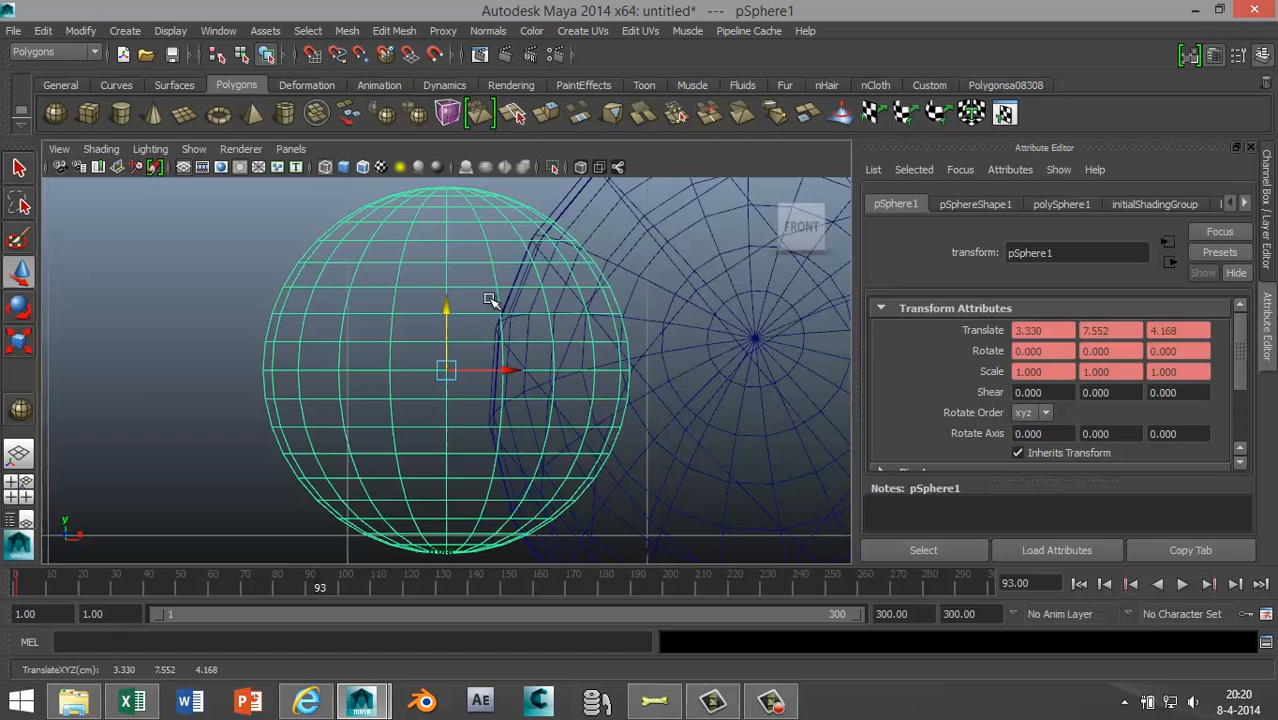 Autodesk Maya 2014 x64: untitled* --- pSphere1
File Edit Modify Create Display Window Assets Select Mesh Edit Mesh Proxy Normals Color Create UVs Edit UVs Muscle Pipeline Cache Help
Polygons
General Curves Surfaces Polygons Deformation Animation Dynamics Rendering PaintEffects Toon Muscle Fluids Fur nHair nCloth Custom Polygonsa08308
View Shading Lighting Show Renderer Panels
Attribute Editor
List Selected Focus Attributes Show Help
pSphere1 pSphereShape1 polySphere1 initialShadingGroup
Focus
transform: pSphere1
Presets
Show Hide
FRONT
Transform Attributes
Translate 3.330 7.552 4.168
Rotate 0.000 0.000 0.000
Scale 1.000 1.000 1.000
Shear 0.000 0.000 0.000
Rotate Order xyz
Rotate Axis 0.000 0.000 0.000
Inherits Transform
Notes: pSphere1
Select Load Attributes Copy Tab
Channel Box / Layer Editor
Attribute Editor
y
x
0 10 20 30 40 50 60 70 80 90 100 110 120 130 140 150 160 170 180 190 200 210 220 230 240 250 260 270 280 290
93
93.00
1.00 1.00 1 300 300.00 300.00 No Anim Layer No Character Set
MEL
TranslateXYZ(cm): 3.330 7.552 4.168
MAYA
Ae
20:20
8-4-2014